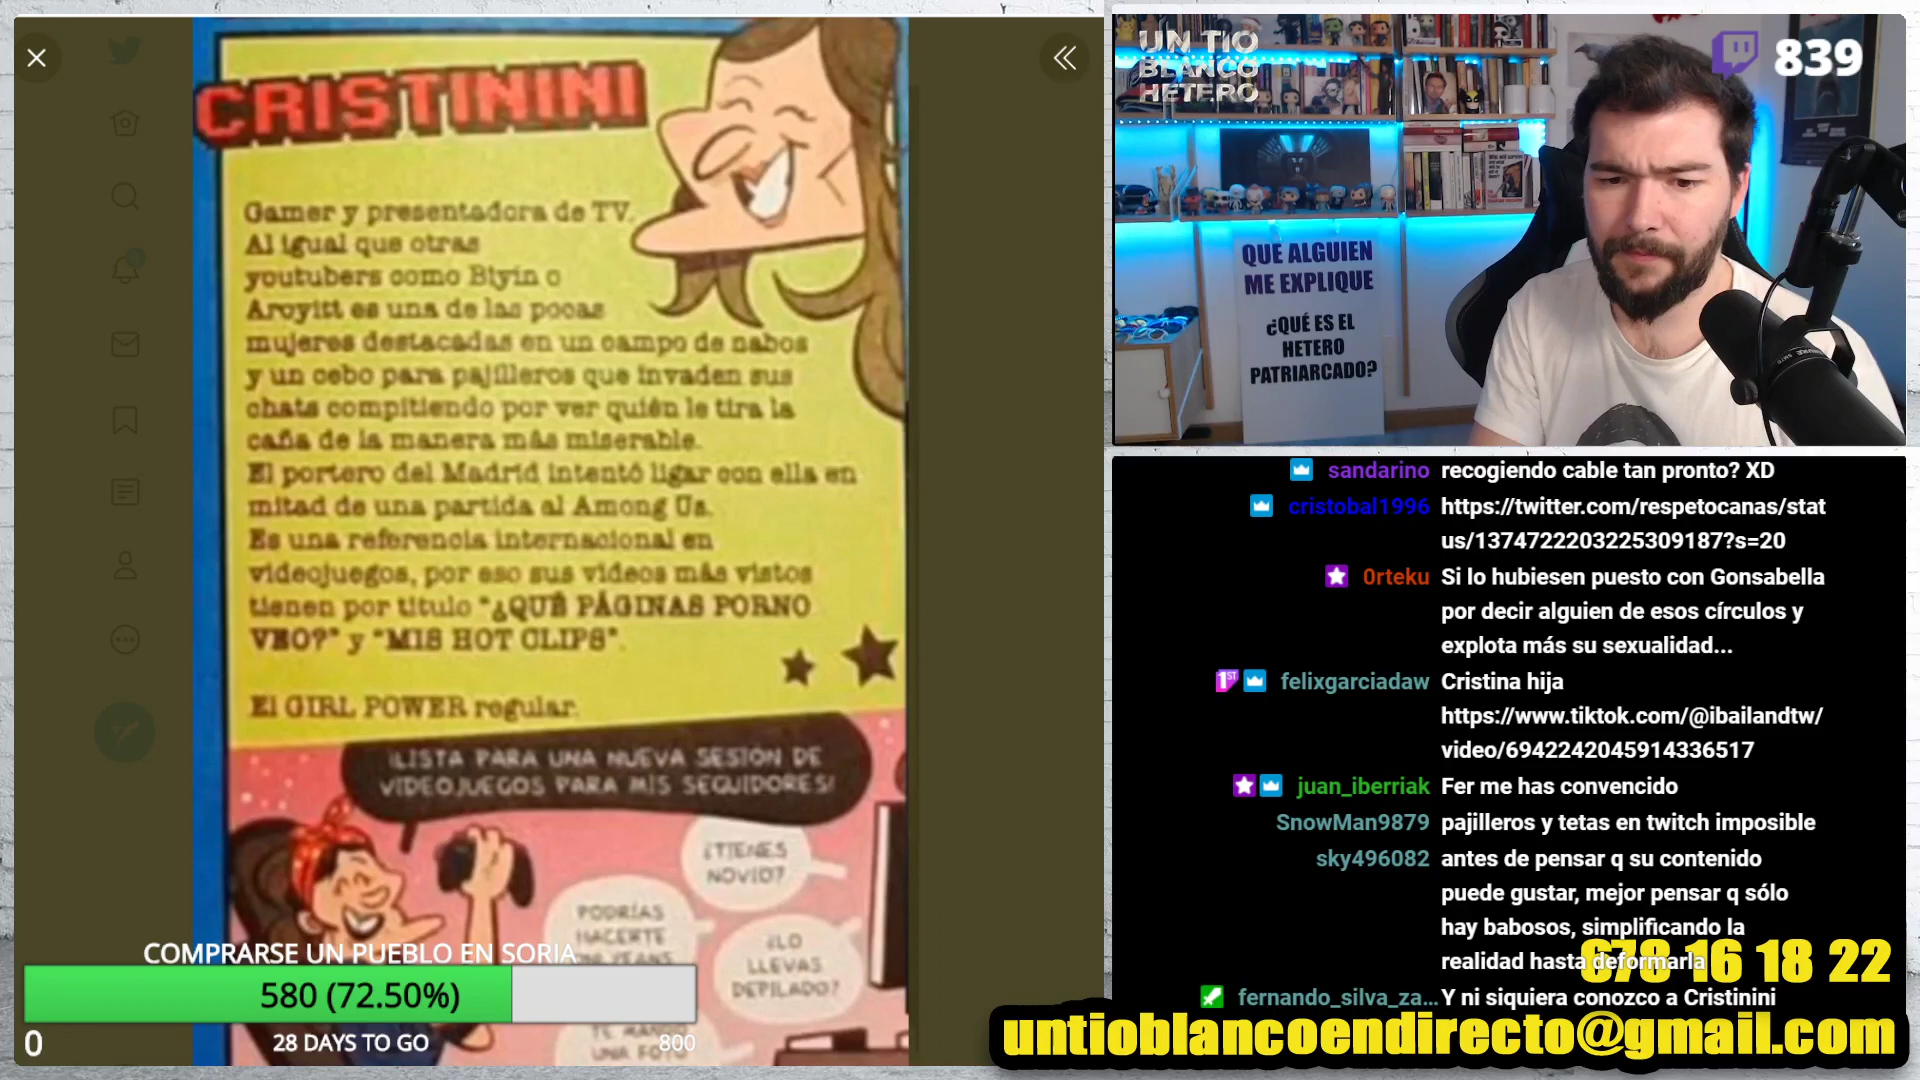 CRISTININI
Gamer y presentadora de TV.
Al igual que otras
youtubers como Biyin o
Aroyitt es una de las pocas
mujeres destacadas en un campo de nabos
y un cebo para pajilleros que invaden sus
chats compitiendo por ver quién le tira la
caña de la manera más miserable.
El portero del Madrid intentó ligar con ella en
mitad de una partida al Among Us.
Es una referencia internacional en
videojuegos, por eso sus videos más vistos
tienen por titulo "¿QUÉ PÁGINAS PORNO
VEO?" y "MIS HOT CLIPS".
El GIRL POWER regular.
¡LISTA PARA UNA NUEVA SESIÓN DE
VIDEOJUEGOS PARA MIS SEGUIDORES!
¿TIENES
NOVIO?
PODRÍAS
HACERTE
¿LO
LLEVAS
DEPILADO?
TE MANDO
UNA FOTO
COMPRARSE UN PUEBLO EN SORIA
580 (72.50%)
0
28 DAYS TO GO
800
UN TIO
BLANCO
HETERO
839
QUE ALGUIEN
ME EXPLIQUE
¿QUÉ ES EL
HETERO
PATRIARCADO?
sandarino recogiendo cable tan pronto? XD
cristobal1996 https://twitter.com/respetocanas/stat
us/1374722203225309187?s=20
0rteku Si lo hubiesen puesto con Gonsabella
por decir alguien de esos círculos y
explota más su sexualidad...
1ST felixgarciadaw Cristina hija
https://www.tiktok.com/@ibailandtw/
video/6942242045914336517
juan_iberriak Fer me has convencido
SnowMan9879 pajilleros y tetas en twitch imposible
sky496082 antes de pensar q su contenido
puede gustar, mejor pensar q sólo
hay babosos, simplificando la
realidad hasta deformarla
678 16 18 22
fernando_silva_za... Y ni siquiera conozco a Cristinini
untioblancoendirecto@gmail.com